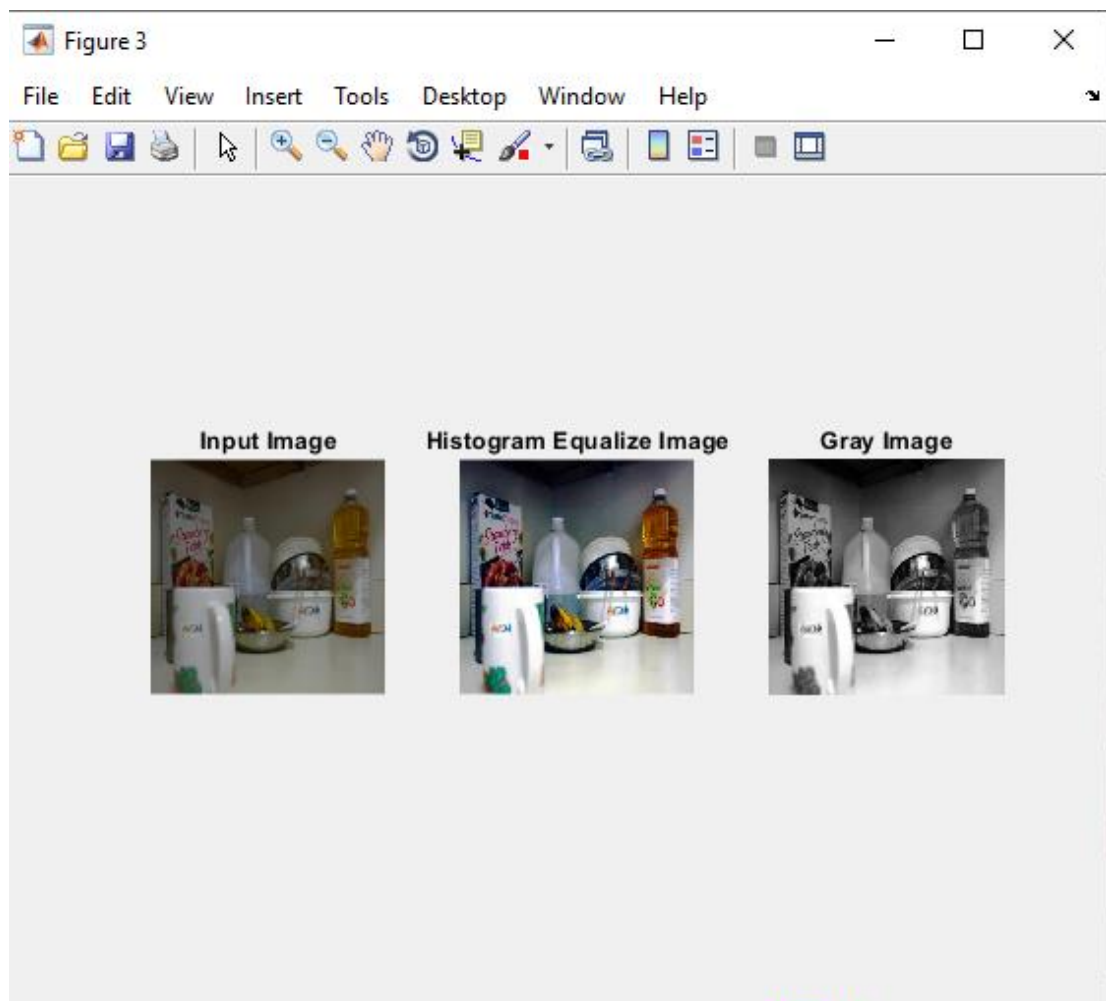 Figure 3
File Edit View Insert Tools Desktop Window Help
Input Image Histogram Equalize Image Gray Image